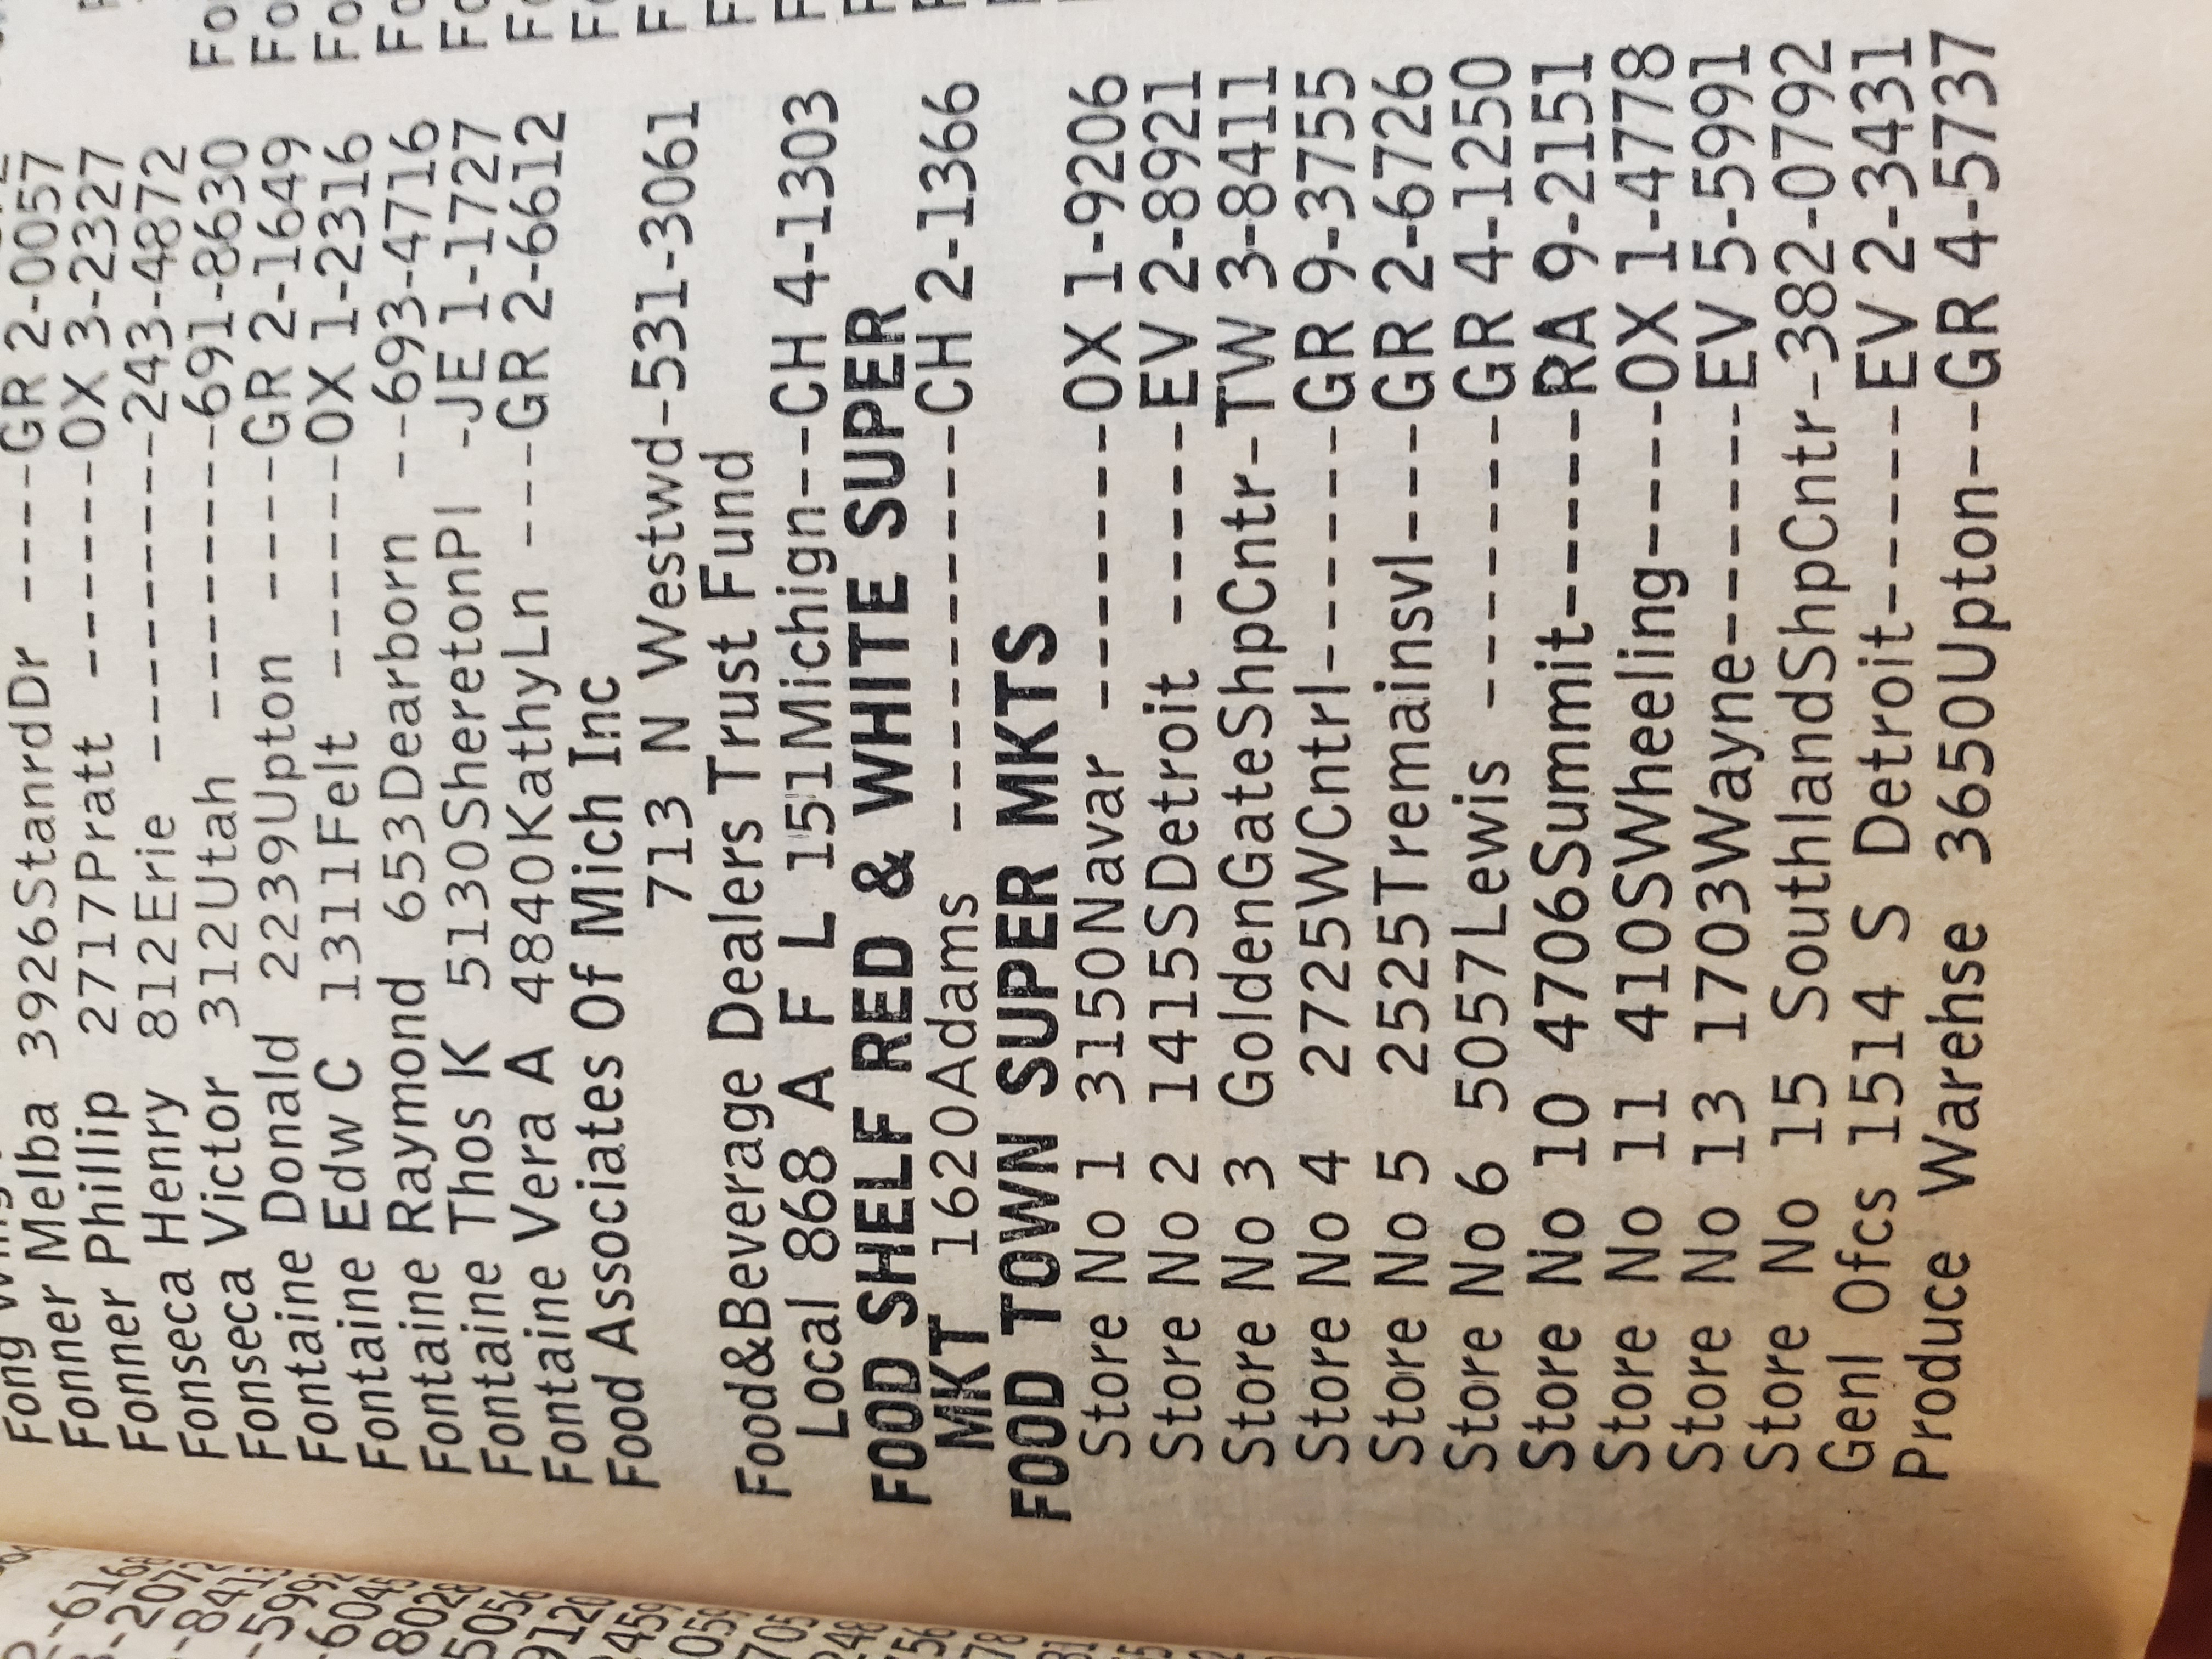 Fong
Fonner Melba 3926StanrdDr -----GR 2-0057
Fonner Phillip 2717Pratt -------OX 3-2327
Fonseca Henry 812Erie ----------243-4872
Fonseca Victor 312Utah ---------691-8630
Fontaine Donald 2239Upton ----GR 2-1649
Fontaine Edw C 1311Felt -------OX 1-2316
Fontaine Raymond 653Dearborn --693-4716
Fontaine Thos K 5130SheretonPl -JE 1-1727
Fontaine Vera A 4840KathyLn ---GR 2-6612
Food Associates Of Mich Inc
713 N Westwd-531-3061
Food&Beverage Dealers Trust Fund
Local 868 A F L 151Michign--CH 4-1303
FOOD SHELF RED & WHITE SUPER
MKT 1620Adams ------------CH 2-1366
FOOD TOWN SUPER MKTS
Store No 1 3150Navar --------OX 1-9206
Store No 2 1415SDetroit ------EV 2-8921
Store No 3 GoldenGateShpCntr-TW 3-8411
Store No 4 2725WCntrl-------GR 9-3755
Store No 5 2525Tremainsvl---GR 2-6726
Store No 6 5057Lewis -------GR 4-1250
Store No 10 4706Summit-----RA 9-2151
Store No 11 410SWheeling----OX 1-4778
Store No 13 1703Wayne------EV 5-5991
Store No 15 SouthlandShpCntr-382-0792
Genl Ofcs 1514 S Detroit-----EV 2-3431
Produce Warehse 3650Upton--GR 4-5737